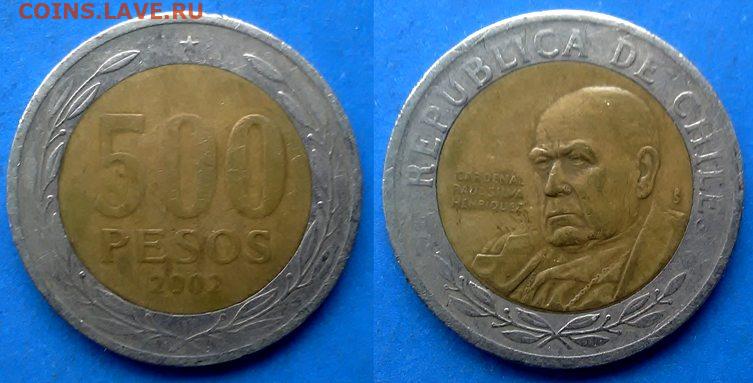 COINS.LAVE.RU
500
PESOS
2002
REPUBLICA DE CHILE
CARDENAL
RAUL SILVA
HENRIQUEZ